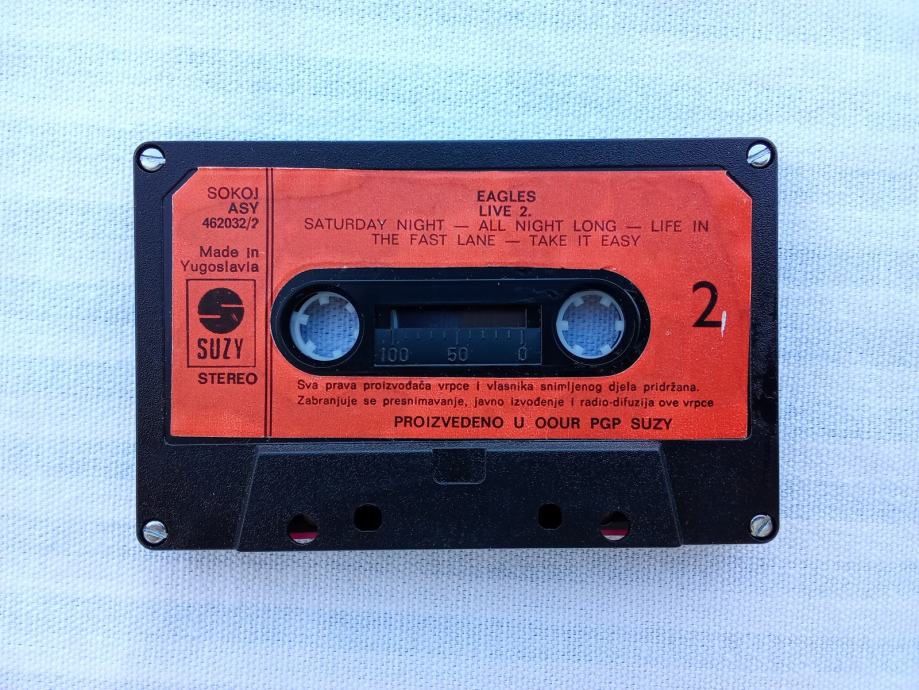 SOKOJ
ASY
462032/2
Made in
Yugoslavia
SUZY
STEREO
EAGLES
LIVE 2.
SATURDAY NIGHT — ALL NIGHT LONG — LIFE IN
THE FAST LANE — TAKE IT EASY
2
100 50 0
Sva prava proizvođača vrpce i vlasnika snimljenog djela pridržana.
Zabranjuje se presnimavanje, javno izvođenje i radio-difuzija ove vrpce
PROIZVEDENO U OOUR PGP SUZY